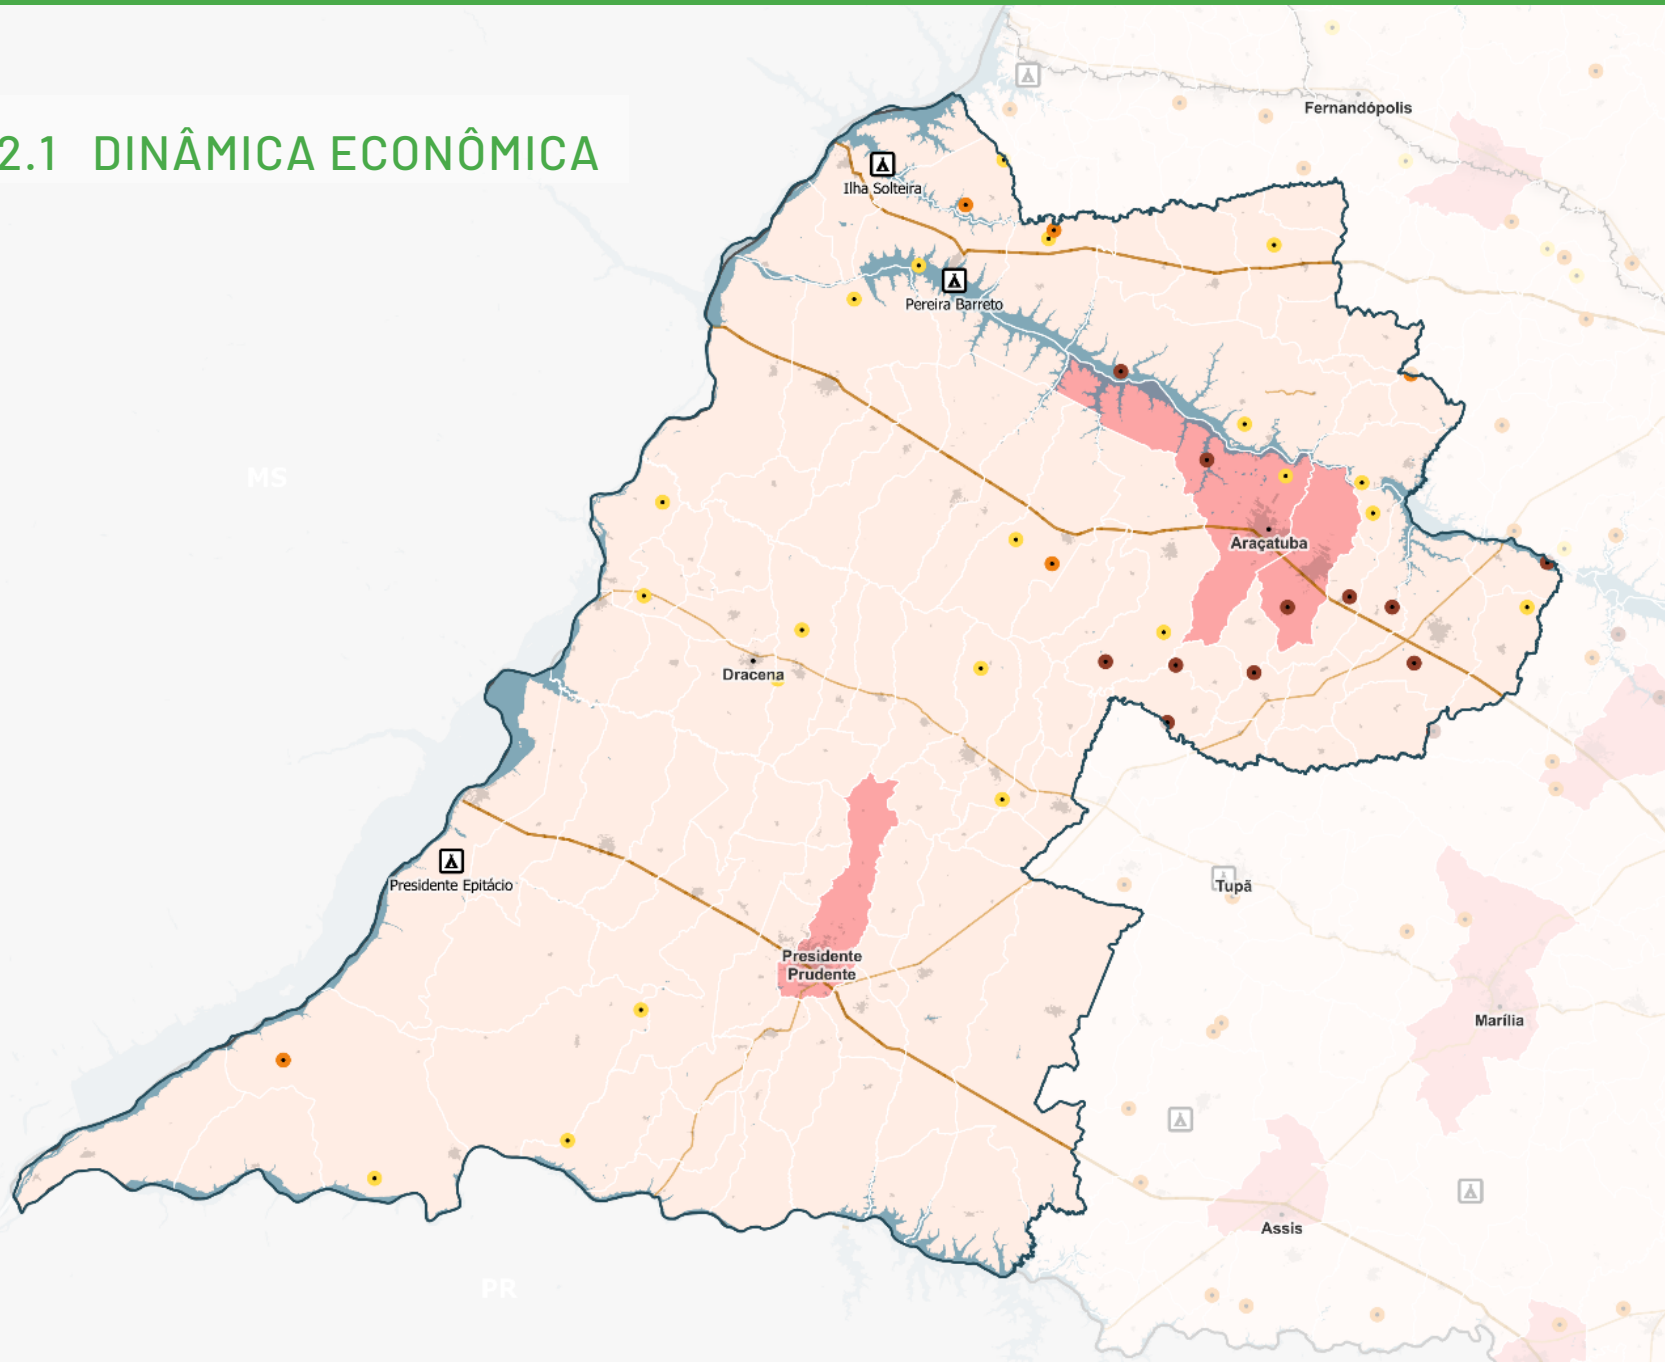 2.1 DINÂMICA ECONÔMICA
Fernandópolis
Ilha Solteira
Pereira Barreto
MS
Araçatuba
Dracena
Presidente Epitácio
Tupã
Presidente
Prudente
Marília
Assis
PR